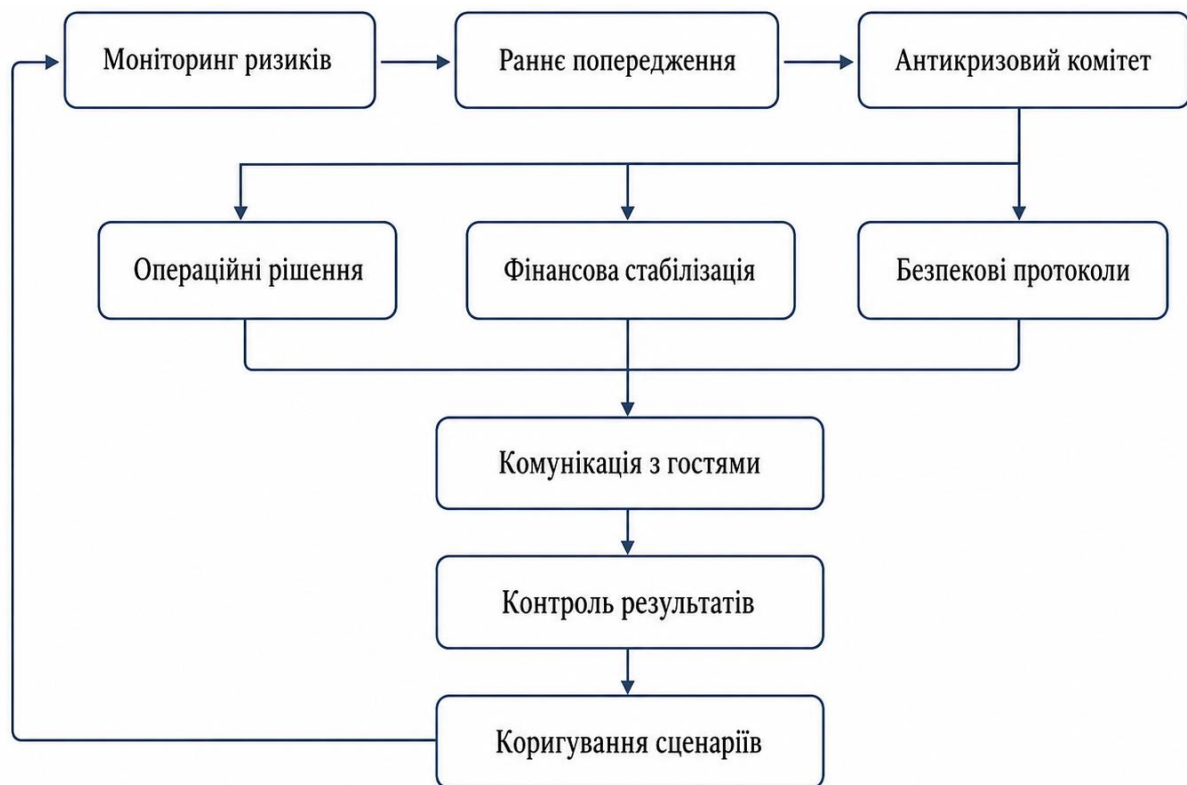 Моніторинг ризиків
Раннє попередження
Антикризовий комітет
Операційні рішення
Фінансова стабілізація
Безпекові протоколи
Комунікація з гостями
Контроль результатів
Коригування сценаріїв